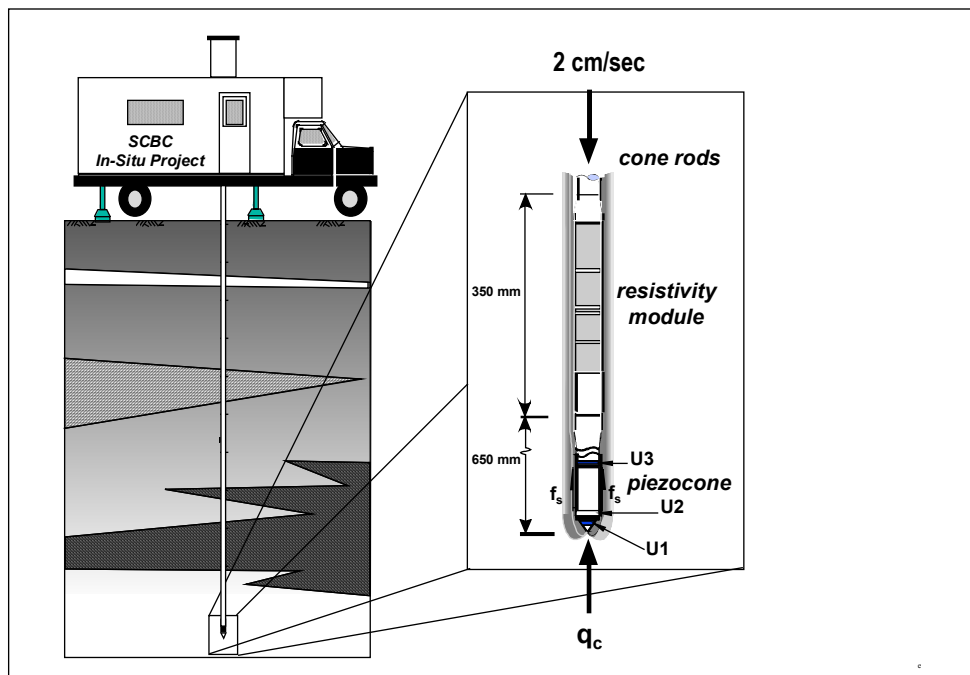 2 cm/sec
SCBC
In-Situ Project
cone rods
350 mm
resistivity
module
650 mm
U3
piezocone
fs
fs
U2
U1
qc
c